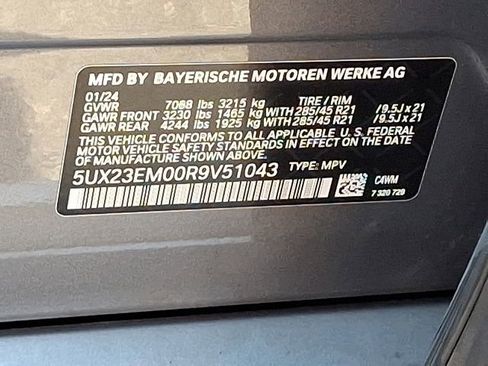 MFD BY BAYERISCHE MOTOREN WERKE AG
01/24
GVWR 7088 lbs 3215 kg TIRE / RIM
GAWR FRONT 3230 lbs 1465 kg WITH 285/45 R21 / 9.5J x 21
GAWR REAR 4244 lbs 1925 kg WITH 285/45 R21 / 9.5J x 21
THIS VEHICLE CONFORMS TO ALL APPLICABLE U.S. FEDERAL
MOTOR VEHICLE SAFETY STANDARDS IN EFFECT ON THE DATE OF
MANUFACTURE SHOWN ABOVE.
5UX23EM00R9V51043 TYPE: MPV
C4WM
7 320 720